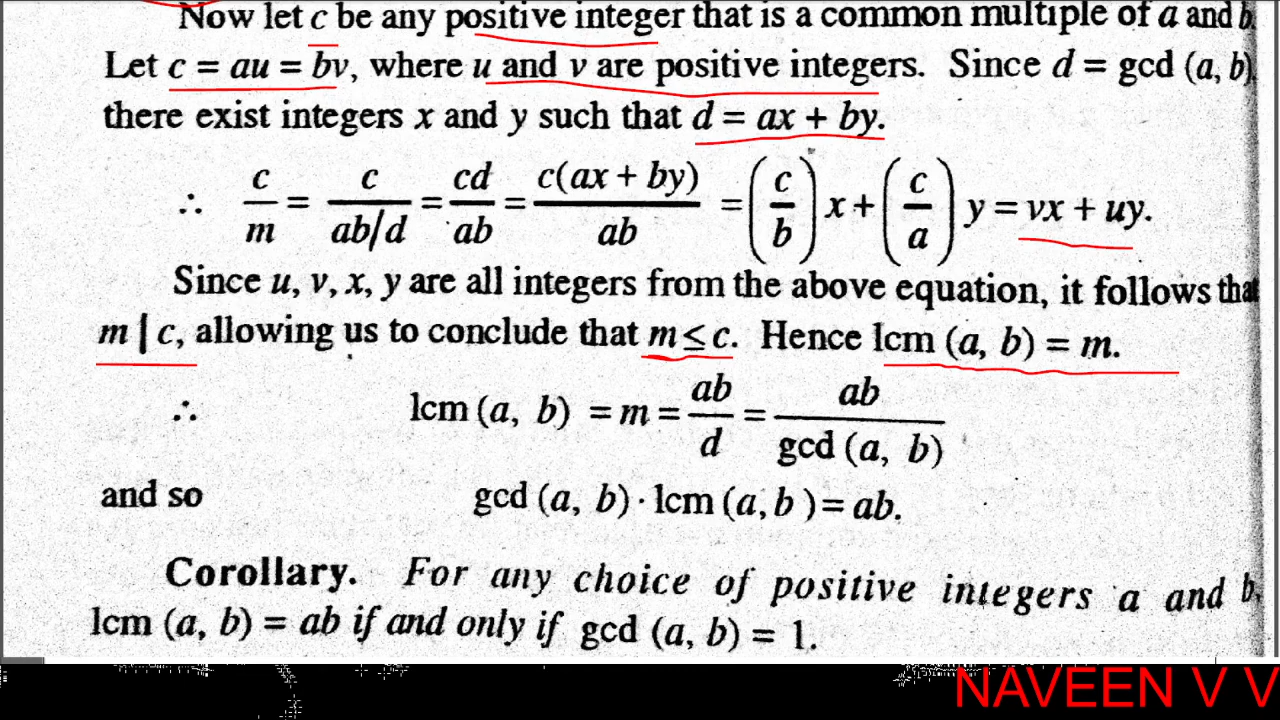 Now let c be any positive integer that is a common multiple of a and b.
Let c = au = bv, where u and v are positive integers. Since d = gcd (a, b)
there exist integers x and y such that d = ax + by.
∴ c/m = c/(ab/d) = cd/ab = c(ax + by)/ab = (c/b) x + (c/a) y = vx + uy.
Since u, v, x, y are all integers from the above equation, it follows that
m | c, allowing us to conclude that m ≤ c. Hence lcm (a, b) = m.
∴ lcm (a, b) = m = ab/d = ab/gcd (a, b)
and so gcd (a, b) · lcm (a, b) = ab.
Corollary. For any choice of positive integers a and b,
lcm (a, b) = ab if and only if gcd (a, b) = 1.
NAVEEN V V